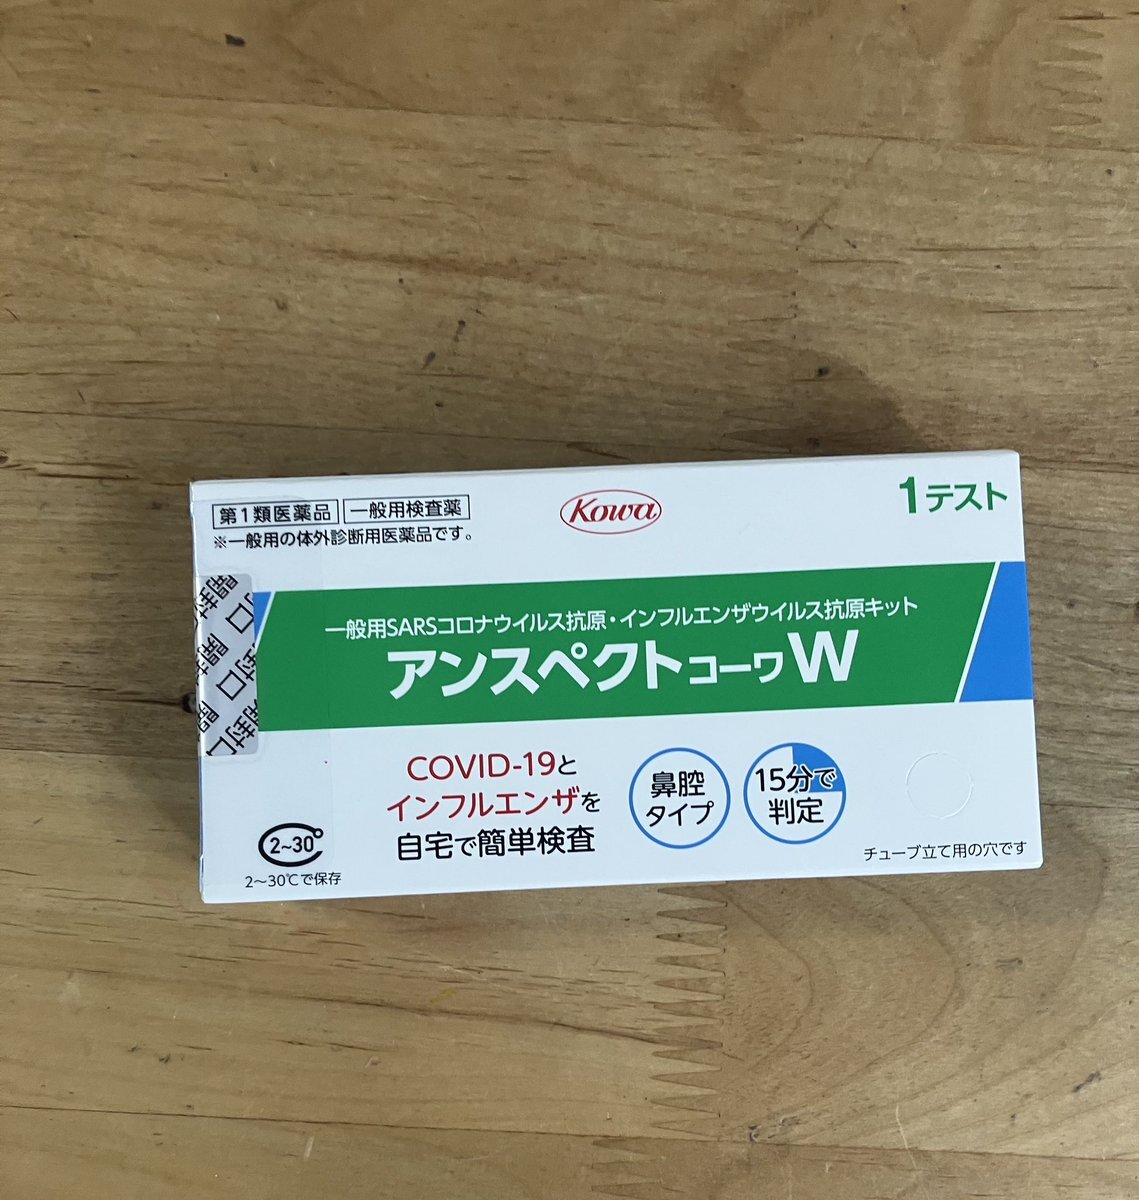 第1類医薬品 一般用検査薬
※一般用の体外診断用医薬品です。
Kowa
1テスト
開封 開封 開封
一般用SARSコロナウイルス抗原・インフルエンザウイルス抗原キット
アンスペクトコーワW
COVID-19と
インフルエンザを
自宅で簡単検査
鼻腔
タイプ
15分で
判定
2~30
2～30℃で保存
チューブ立て用の穴です